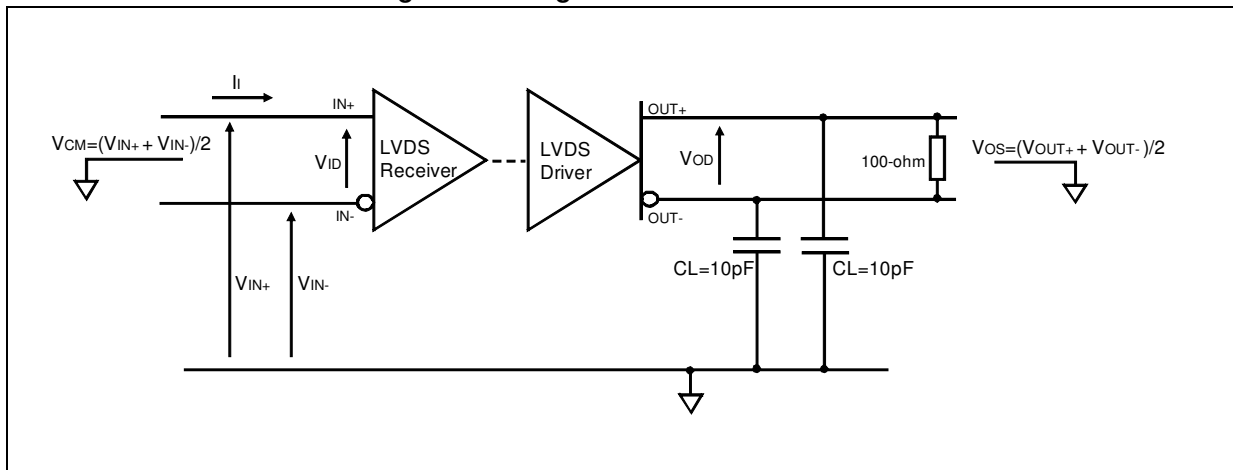 II
IN+
OUT+
VCM=(VIN+ + VIN-)/2
VID
LVDS
Receiver
LVDS
Driver
VOD
100-ohm
VOS=(VOUT+ + VOUT- )/2
IN-
OUT-
VIN+
VIN-
CL=10pF
CL=10pF